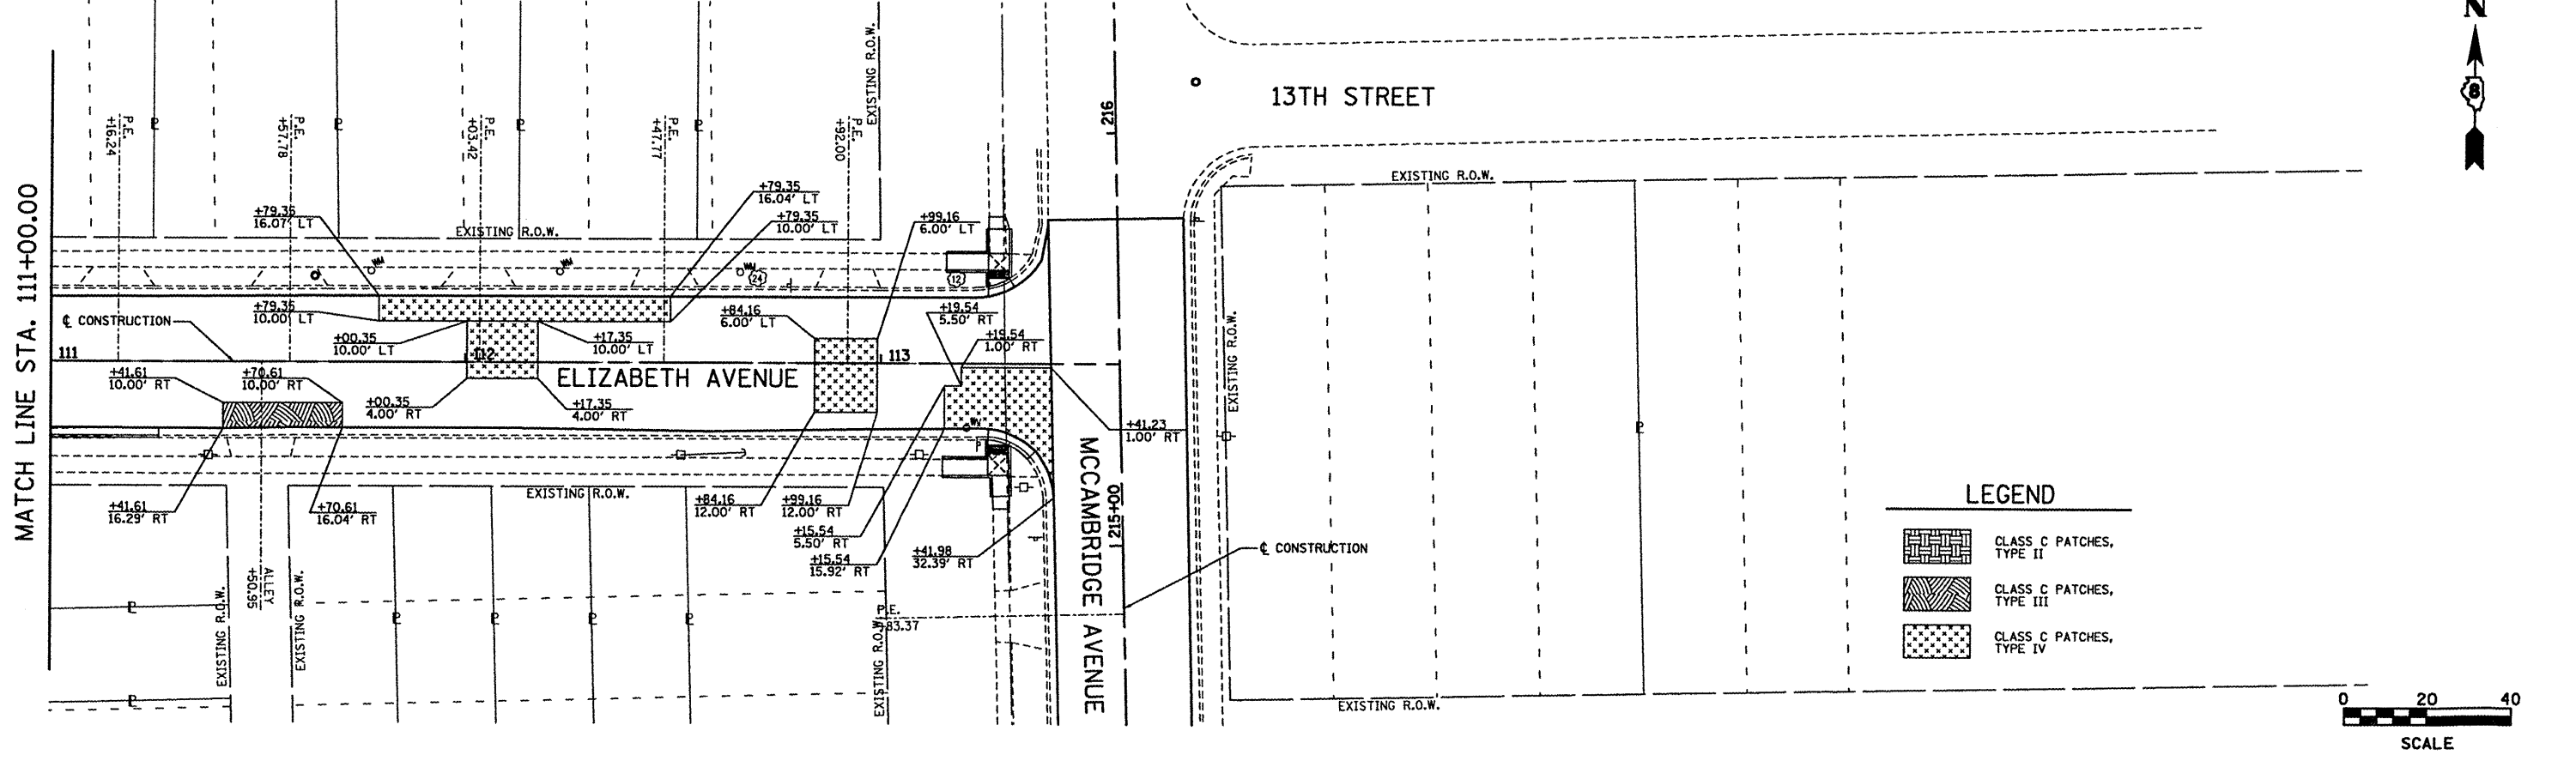 N
8
216
13TH STREET
P.E.
+16.24
P.E.
+57.78
P.E.
+03.42
P.E.
+47.77
P.E.
+92.00
EXISTING R.O.W.
MATCH LINE STA. 111+00.00
+79.35
16.07' LT
EXISTING R.O.W.
+79.35
16.04' LT
+79.35
10.00' LT
+99.16
6.00' LT
EXISTING R.O.W.
WM
WM
WM
24
12
+79.35
10.00' LT
℄ CONSTRUCTION
+00.35
10.00' LT
+17.35
10.00' LT
+84.16
6.00' LT
+19.54
5.50' RT
+19.54
1.00' RT
111
112
113
ELIZABETH AVENUE
+41.61
10.00' RT
+70.61
10.00' RT
+00.35
4.00' RT
+17.35
4.00' RT
WV
+41.23
1.00' RT
EXISTING R.O.W.
EXISTING R.O.W.
+41.61
16.29' RT
+70.61
16.04' RT
+84.16
12.00' RT
+99.16
12.00' RT
+15.54
5.50' RT
+15.54
15.92' RT
+41.98
32.39' RT
MCCAMBRIDGE AVENUE
215+00
℄ CONSTRUCTION
ALLEY
+50.95
EXISTING R.O.W.
EXISTING R.O.W.
P.E.
+83.37
EXISTING R.O.W.
EXISTING R.O.W.
LEGEND
CLASS C PATCHES,
TYPE II
CLASS C PATCHES,
TYPE III
CLASS C PATCHES,
TYPE IV
0 20 40
SCALE